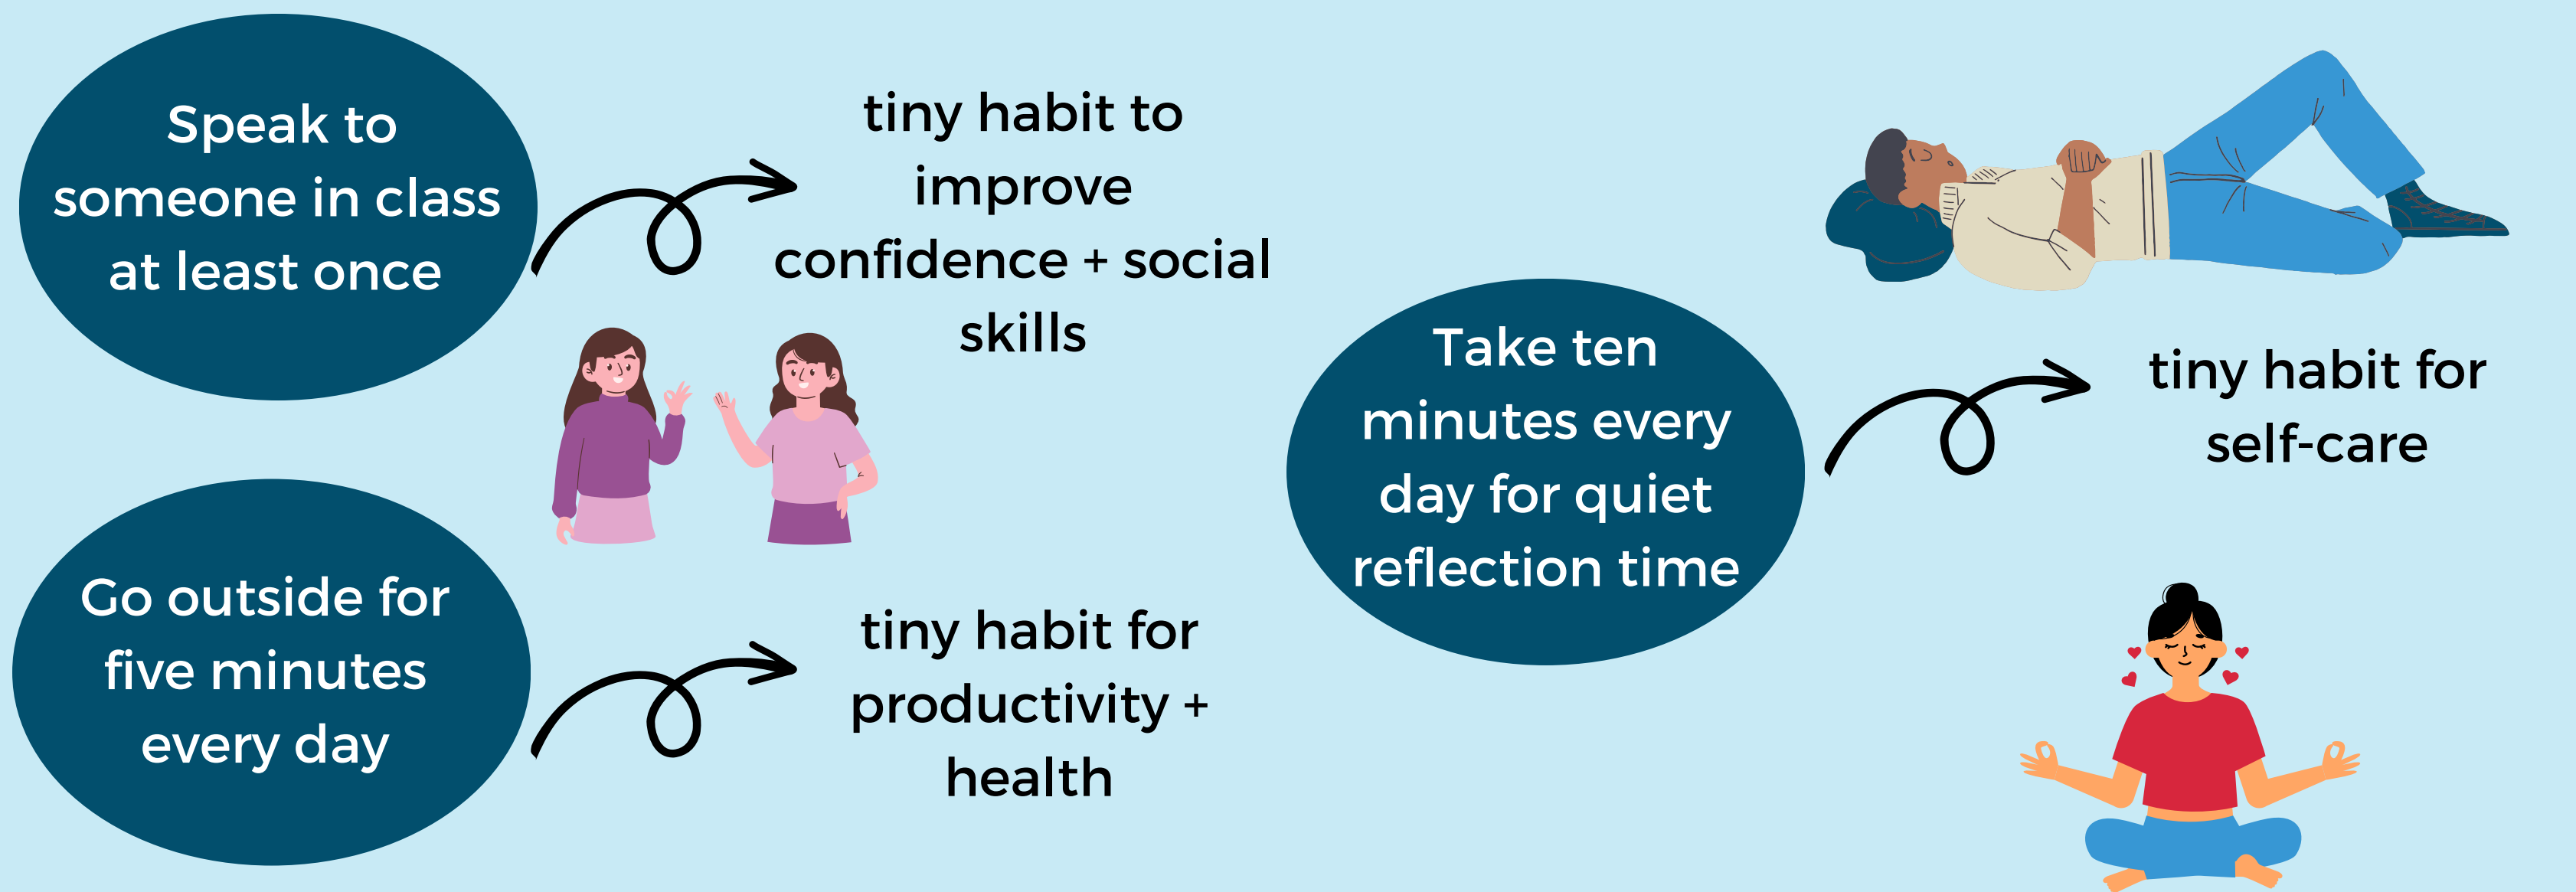 Speak to
someone in class
at least once
tiny habit to
improve
confidence + social
skills
Go outside for
five minutes
every day
tiny habit for
productivity +
health
Take ten
minutes every
day for quiet
reflection time
tiny habit for
self-care